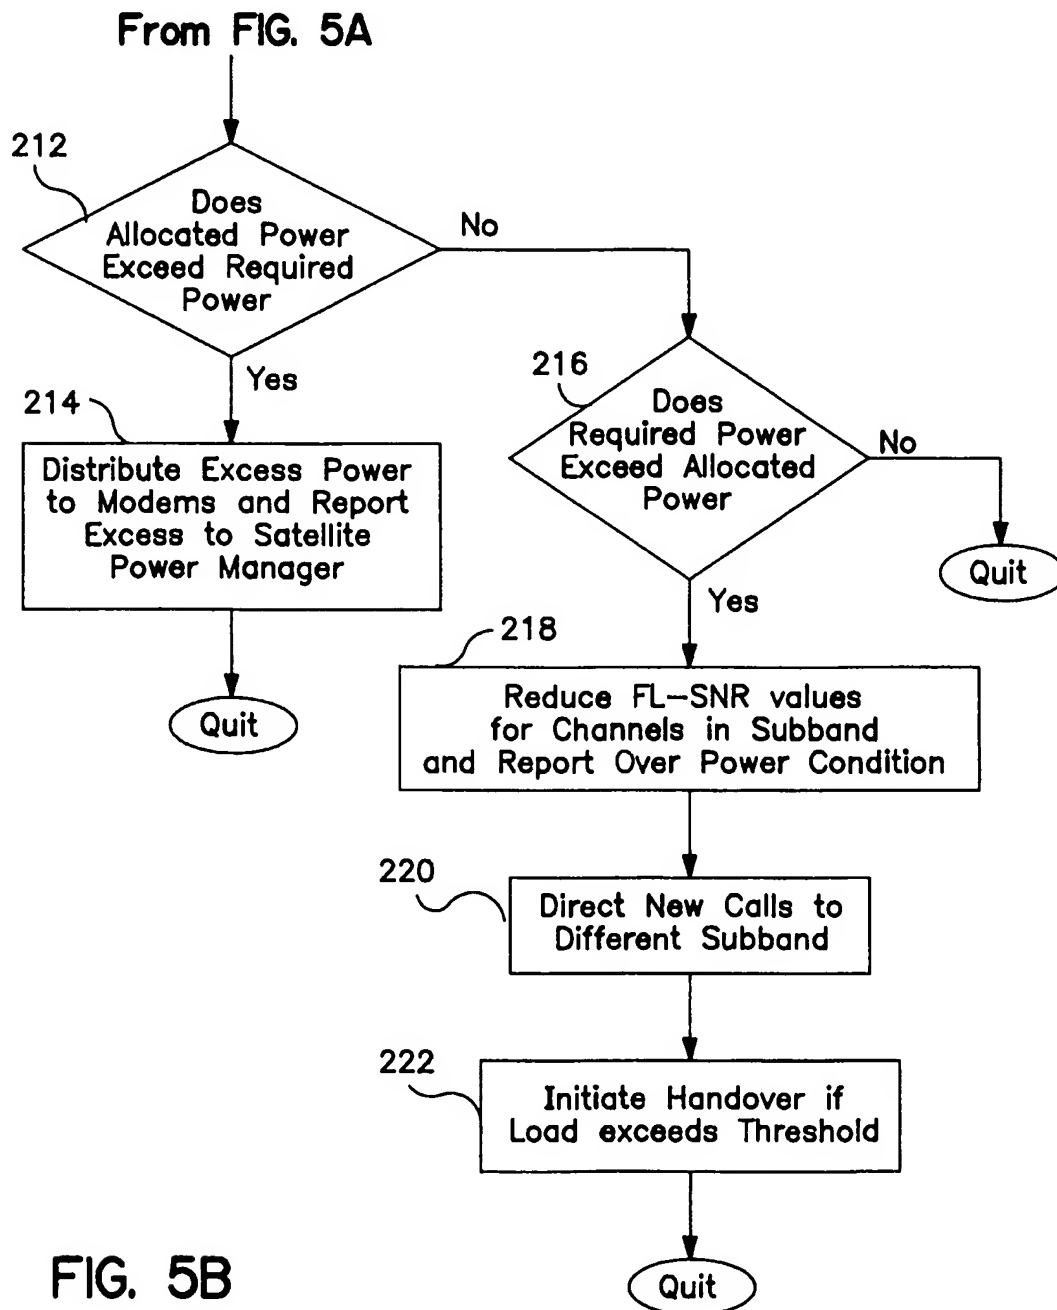 From FIG. 5A
212
Does
Allocated Power
Exceed Required
Power
No
Yes
214
Distribute Excess Power
to Modems and Report
Excess to Satellite
Power Manager
Quit
216
Does
Required Power
Exceed Allocated
Power
No
Quit
Yes
218
Reduce FL-SNR values
for Channels in Subband
and Report Over Power Condition
220
Direct New Calls to
Different Subband
222
Initiate Handover if
Load exceeds Threshold
Quit
FIG. 5B